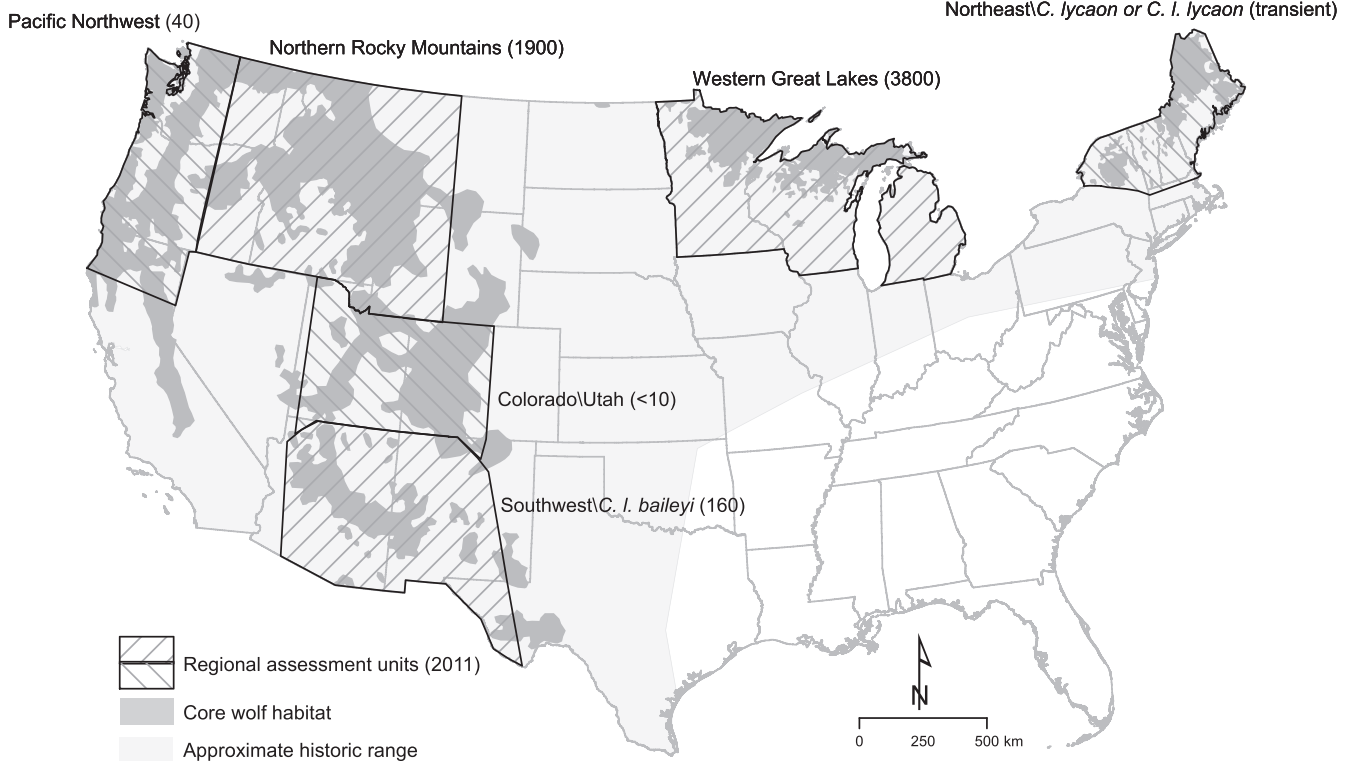 Northeast\C. lycaon or C. l. lycaon (transient)
Pacific Northwest (40)
Northern Rocky Mountains (1900)
Western Great Lakes (3800)
Colorado\Utah (<10)
Southwest\C. l. baileyi (160)
Regional assessment units (2011)
Core wolf habitat
Approximate historic range
N
0 250 500 km